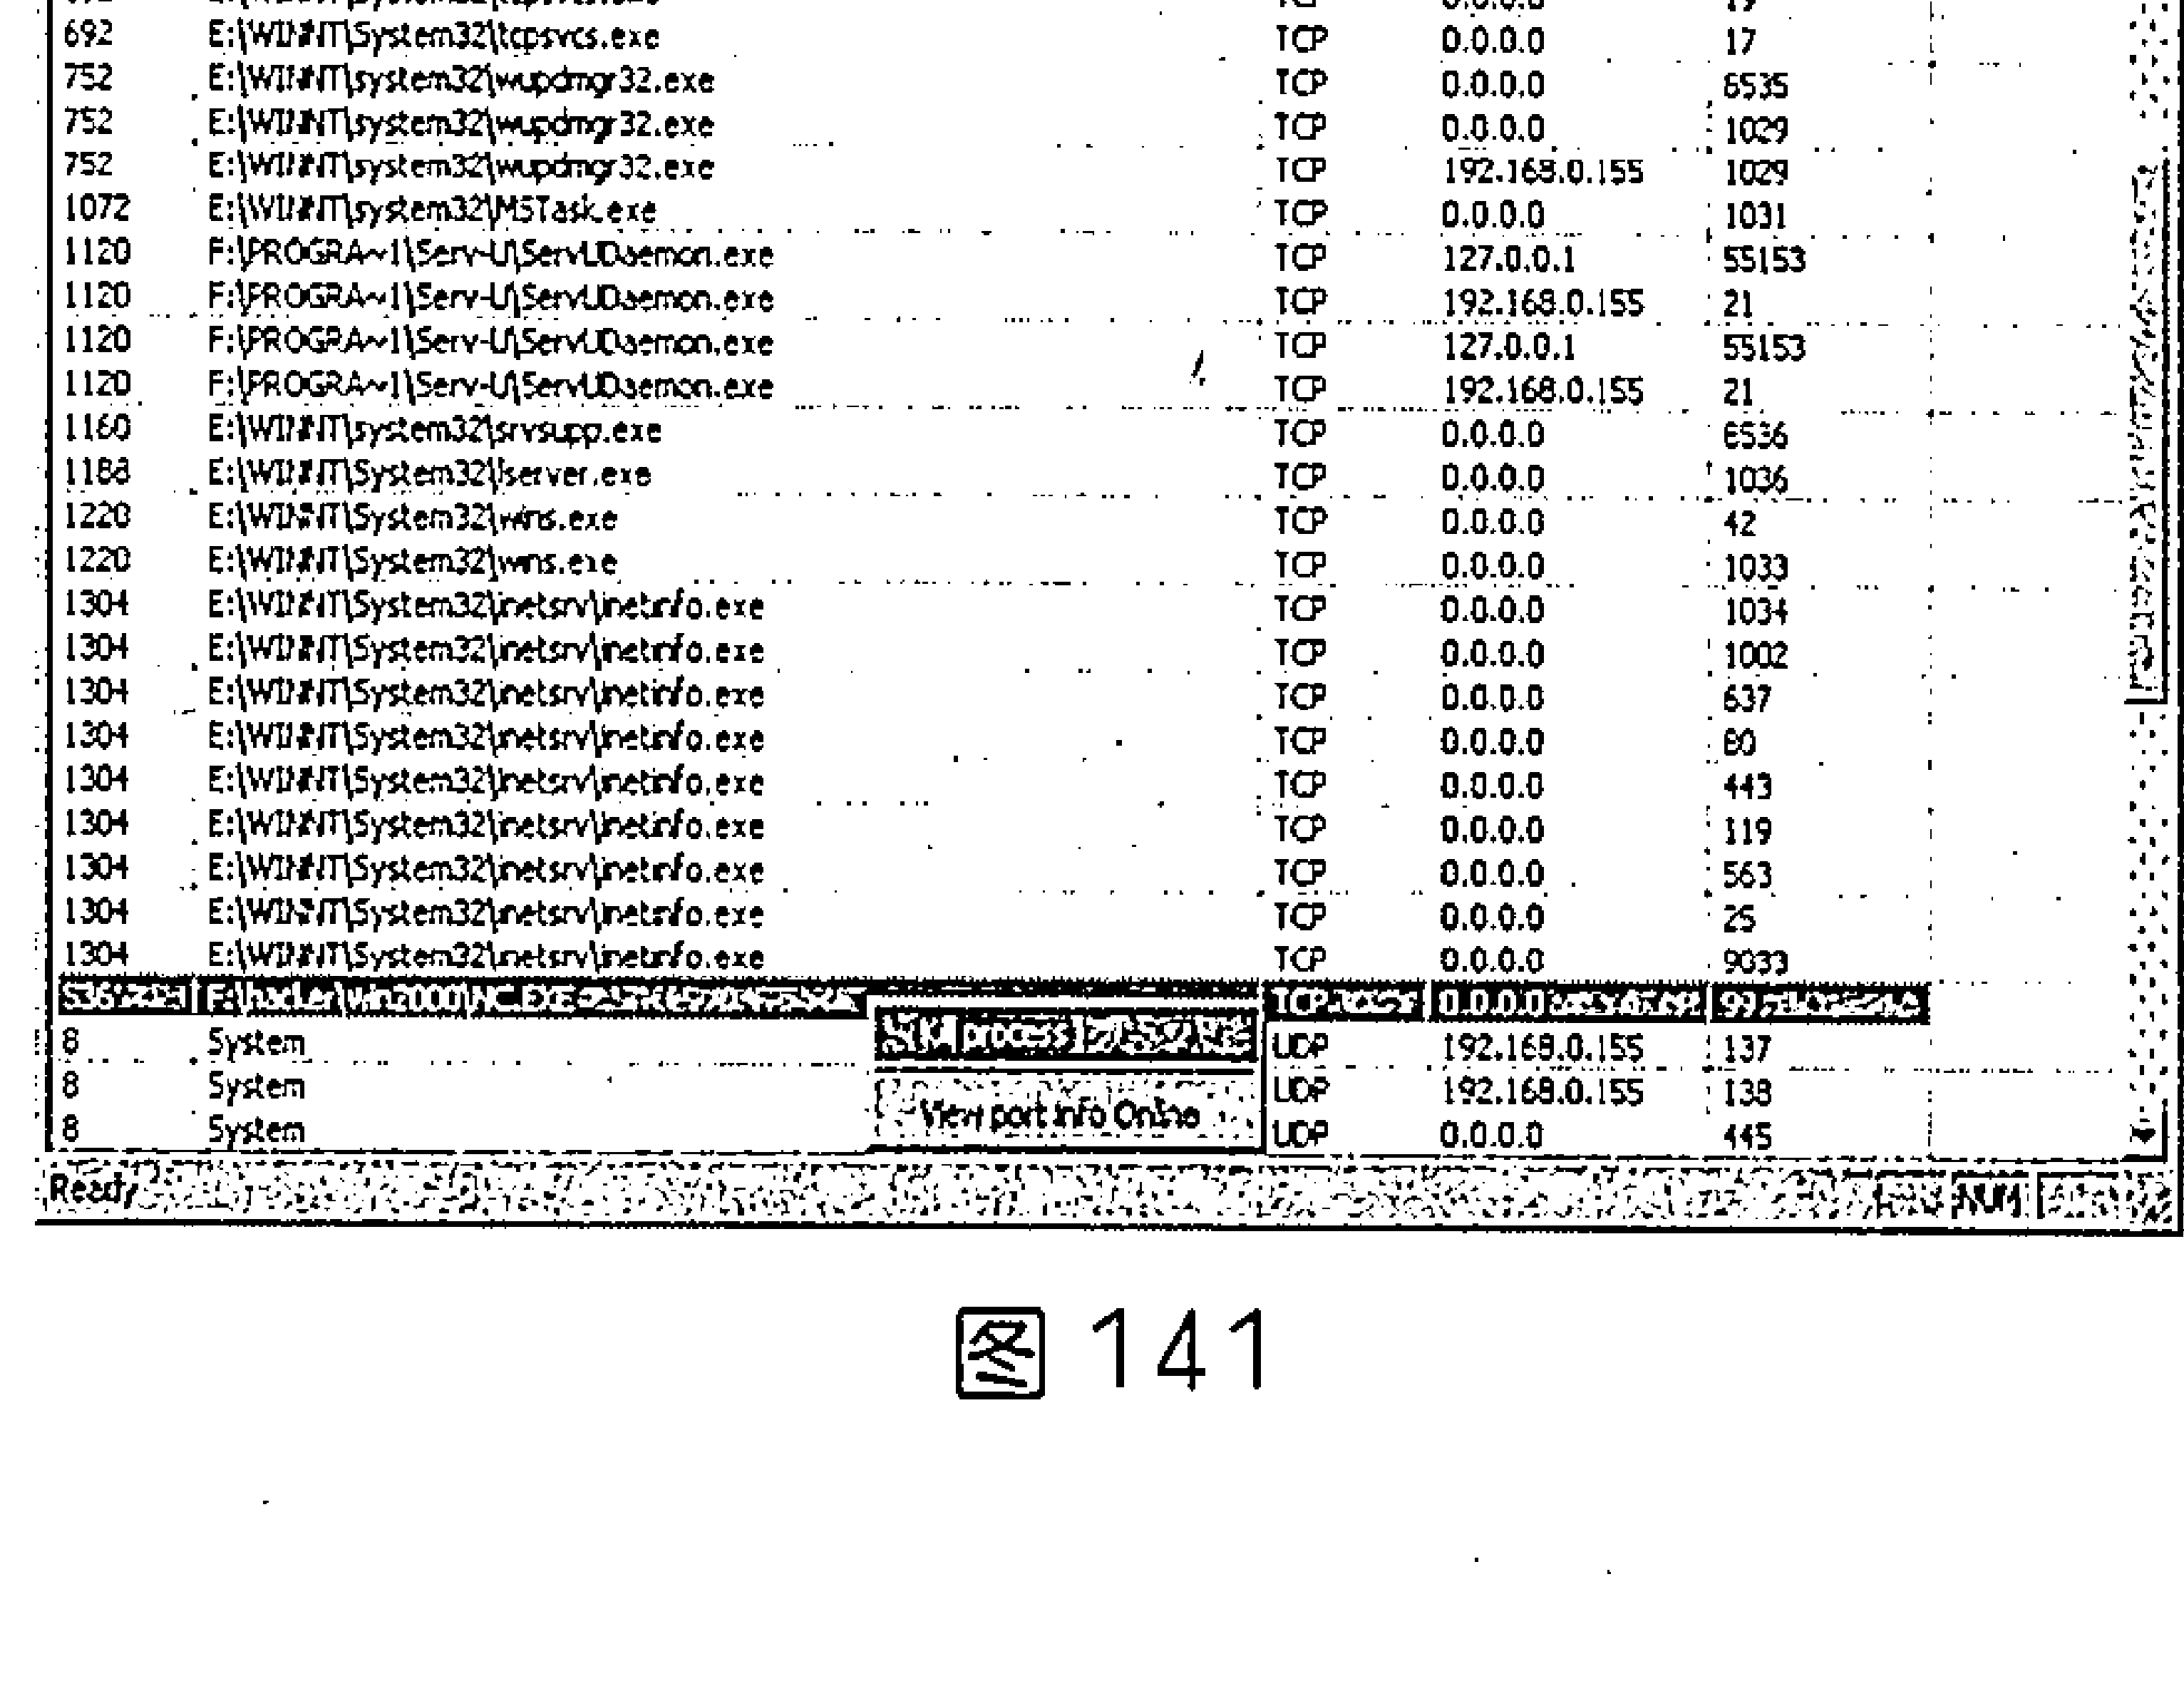 692 E:\WINNT\System32\tcpsvcs.exe TCP 0.0.0.0 17
752 E:\WINNT\system32\wupdmgr32.exe TCP 0.0.0.0 6535
752 E:\WINNT\system32\wupdmgr32.exe TCP 0.0.0.0 1029
752 E:\WINNT\system32\wupdmgr32.exe TCP 192.168.0.155 1029
1072 E:\WINNT\system32\MSTask.exe TCP 0.0.0.0 1031
1120 F:\PROGRA~1\Serv-U\ServUDaemon.exe TCP 127.0.0.1 55153
1120 F:\PROGRA~1\Serv-U\ServUDaemon.exe TCP 192.168.0.155 21
1120 F:\PROGRA~1\Serv-U\ServUDaemon.exe TCP 127.0.0.1 55153
1120 F:\PROGRA~1\Serv-U\ServUDaemon.exe TCP 192.168.0.155 21
1160 E:\WINNT\system32\srvsupp.exe TCP 0.0.0.0 6536
1188 E:\WINNT\System32\lserver.exe TCP 0.0.0.0 1036
1220 E:\WINNT\System32\wins.exe TCP 0.0.0.0 42
1220 E:\WINNT\System32\wins.exe TCP 0.0.0.0 1033
1304 E:\WINNT\System32\inetsrv\inetinfo.exe TCP 0.0.0.0 1034
1304 E:\WINNT\System32\inetsrv\inetinfo.exe TCP 0.0.0.0 1002
1304 E:\WINNT\System32\inetsrv\inetinfo.exe TCP 0.0.0.0 637
1304 E:\WINNT\System32\inetsrv\inetinfo.exe TCP 0.0.0.0 80
1304 E:\WINNT\System32\inetsrv\inetinfo.exe TCP 0.0.0.0 443
1304 E:\WINNT\System32\inetsrv\inetinfo.exe TCP 0.0.0.0 119
1304 E:\WINNT\System32\inetsrv\inetinfo.exe TCP 0.0.0.0 563
1304 E:\WINNT\System32\inetsrv\inetinfo.exe TCP 0.0.0.0 25
1304 E:\WINNT\System32\inetsrv\inetinfo.exe TCP 0.0.0.0 9033
536 F:\hacker\Win2000\NC.EXE TCP 0.0.0.0 99
Kill process
8 System UDP 192.168.0.155 137
8 System UDP 192.168.0.155 138
View port info Online
8 System UDP 0.0.0.0 445
Ready NUM
图 141